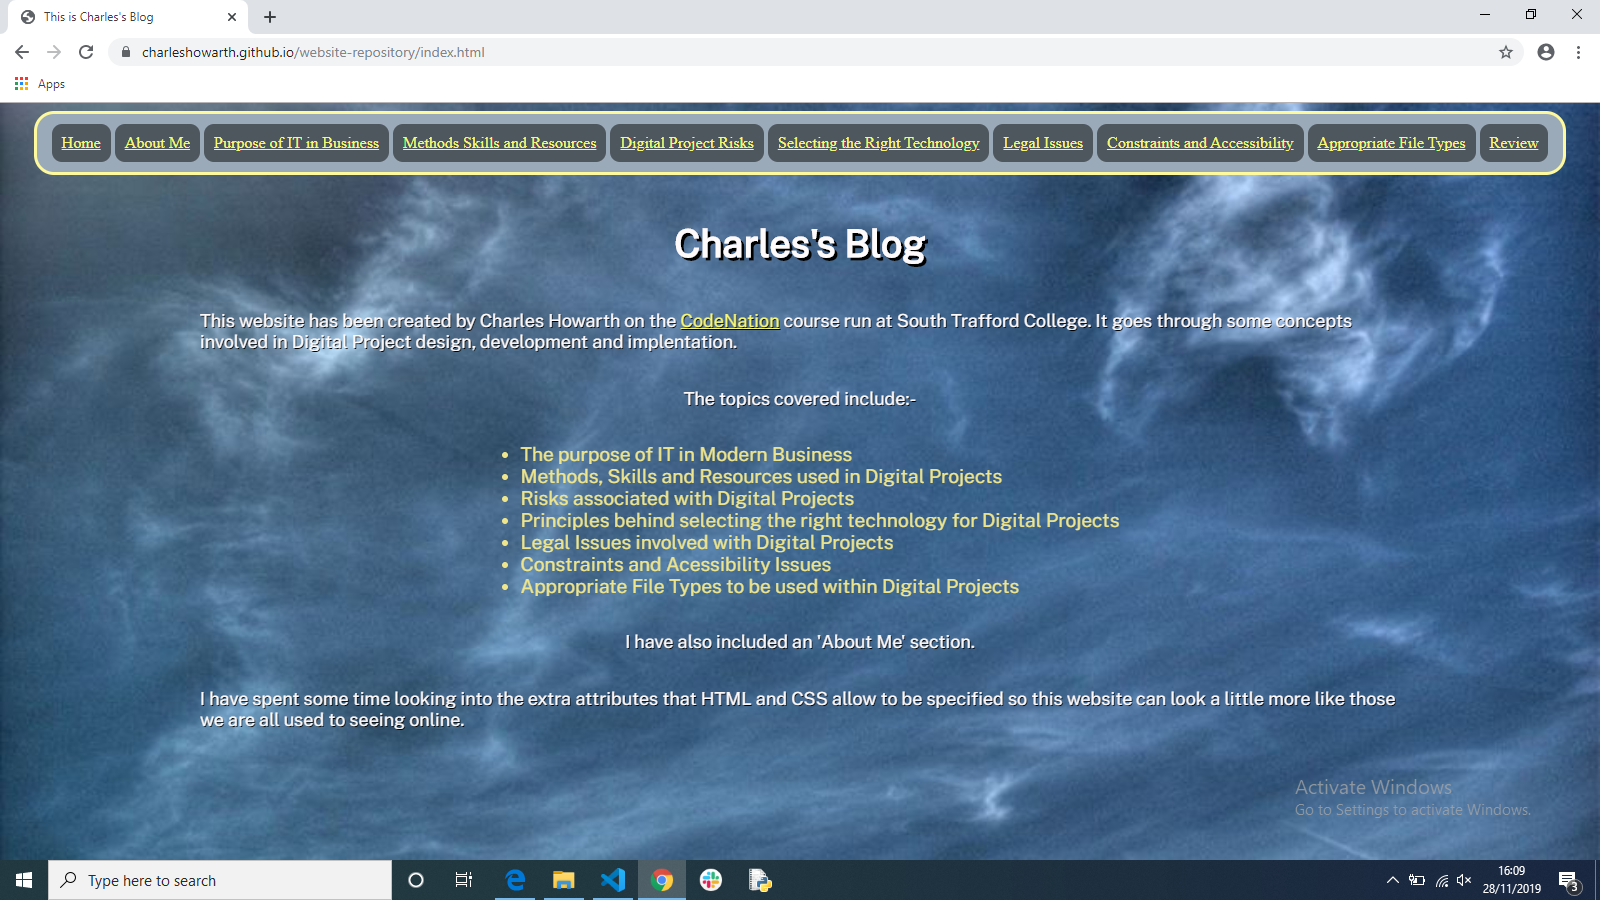 This is Charles's Blog
charleshowarth.github.io/website-repository/index.html
Apps
Home About Me Purpose of IT in Business Methods Skills and Resources Digital Project Risks Selecting the Right Technology Legal Issues Constraints and Accessibility Appropriate File Types Review
Charles's Blog
This website has been created by Charles Howarth on the CodeNation course run at South Trafford College. It goes through some concepts
involved in Digital Project design, development and implentation.
The topics covered include:-
• The purpose of IT in Modern Business
• Methods, Skills and Resources used in Digital Projects
• Risks associated with Digital Projects
• Principles behind selecting the right technology for Digital Projects
• Legal Issues involved with Digital Projects
• Constraints and Acessibility Issues
• Appropriate File Types to be used within Digital Projects
I have also included an 'About Me' section.
I have spent some time looking into the extra attributes that HTML and CSS allow to be specified so this website can look a little more like those
we are all used to seeing online.
Activate Windows
Go to Settings to activate Windows.
Type here to search
16:09
28/11/2019
3